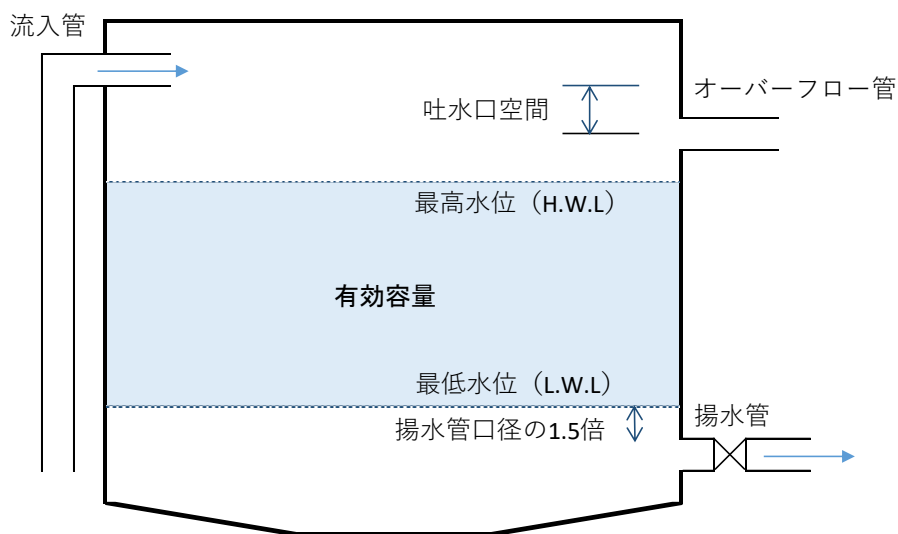 流入管
オーバーフロー管
吐水口空間
最高水位（H.W.L）
有効容量
最低水位（L.W.L）
揚水管口径の1.5倍
揚水管